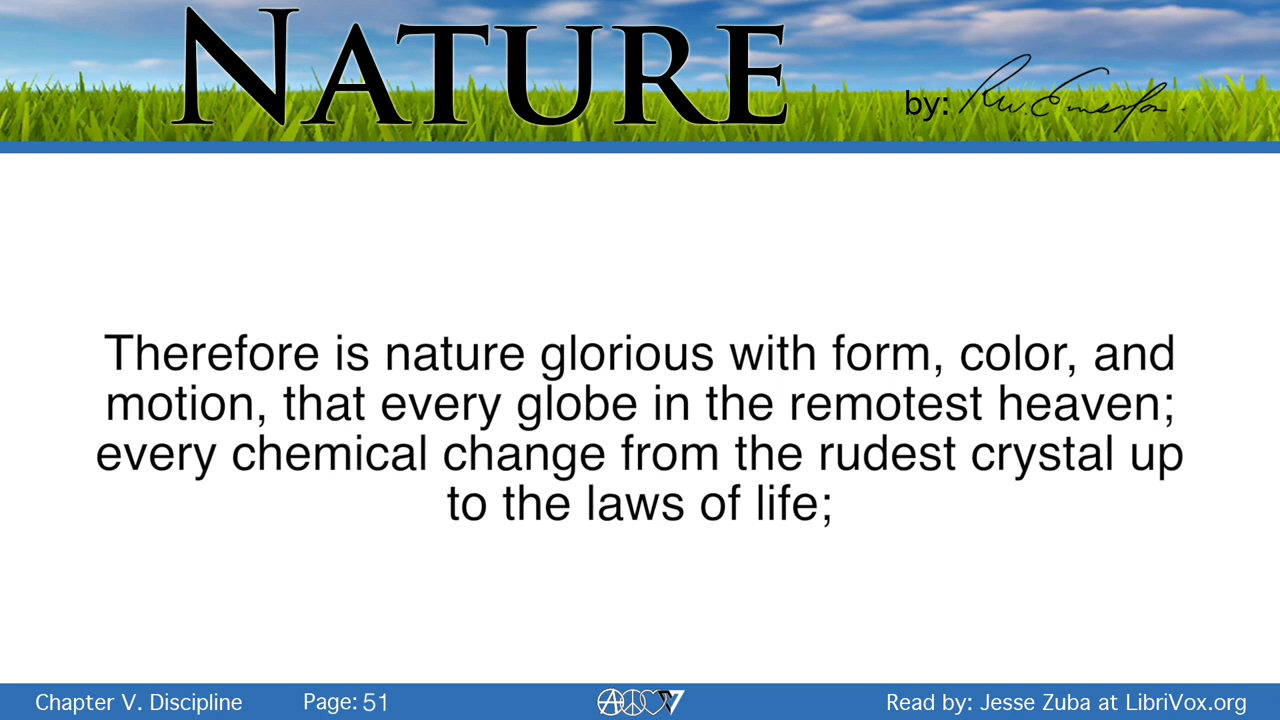 NATURE
by: R.W. Emerson.
Therefore is nature glorious with form, color, and
motion, that every globe in the remotest heaven;
every chemical change from the rudest crystal up
to the laws of life;
Chapter V. Discipline Page: 51 Read by: Jesse Zuba at LibriVox.org